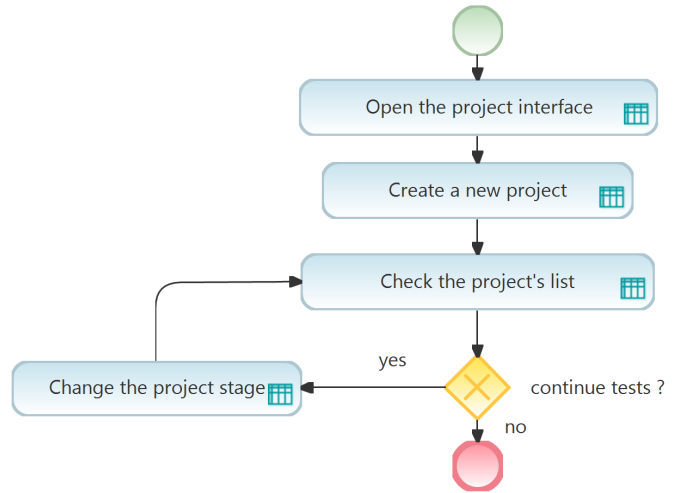 Open the project interface
Create a new project
Check the project's list
yes
Change the project stage
continue tests ?
no